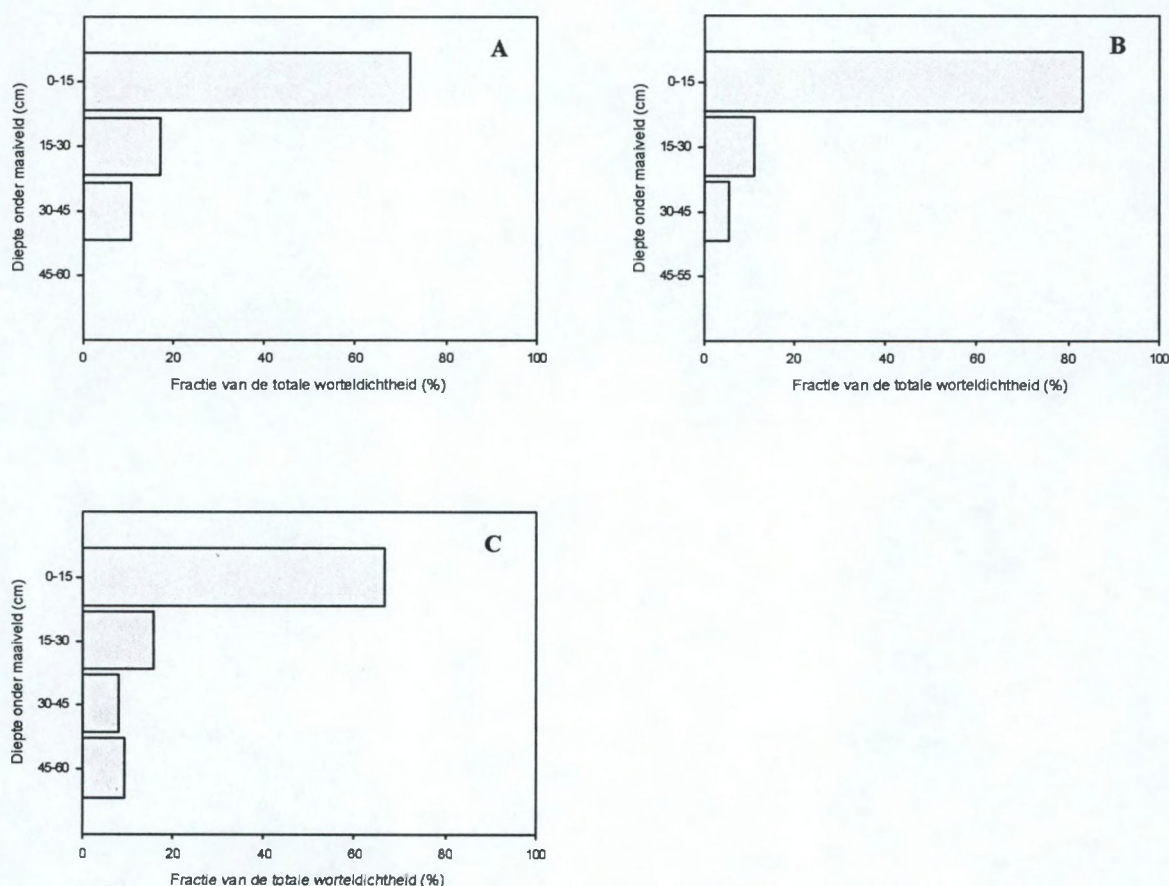 A
Diepte onder maaiveld (cm)
0-15
15-30
30-45
45-60
0 20 40 60 80 100
Fractie van de totale worteldichtheid (%)
B
Diepte onder maaiveld (cm)
0-15
15-30
30-45
45-55
0 20 40 60 80 100
Fractie van de totale worteldichtheid (%)
C
Diepte onder maaiveld (cm)
0-15
15-30
30-45
45-60
0 20 40 60 80 100
Fractie van de totale worteldichtheid (%)